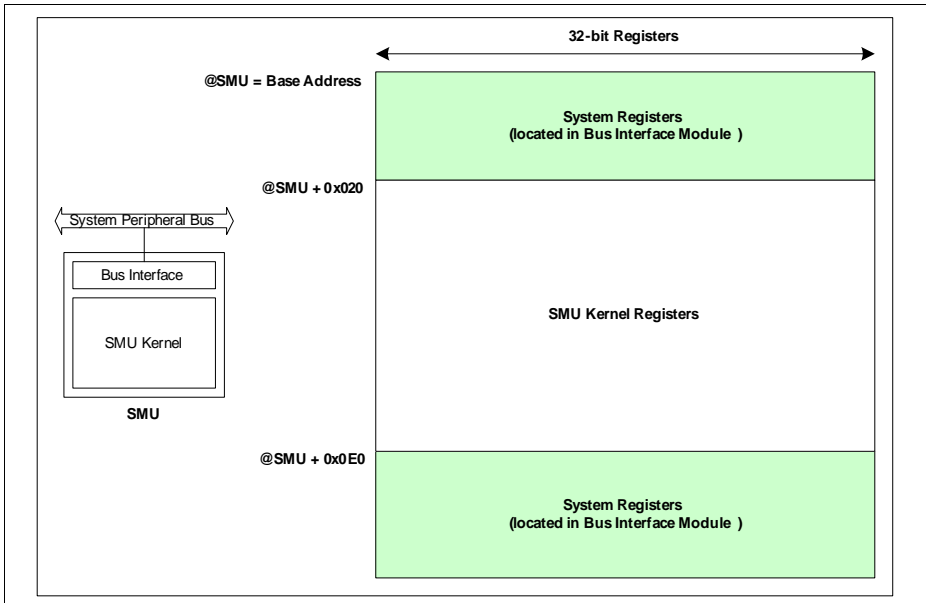 32-bit Registers
@SMU = Base Address
System Registers
(located in Bus Interface Module )
@SMU + 0x020
System Peripheral Bus
Bus Interface
SMU Kernel
SMU
SMU Kernel Registers
@SMU + 0x0E0
System Registers
(located in Bus Interface Module )